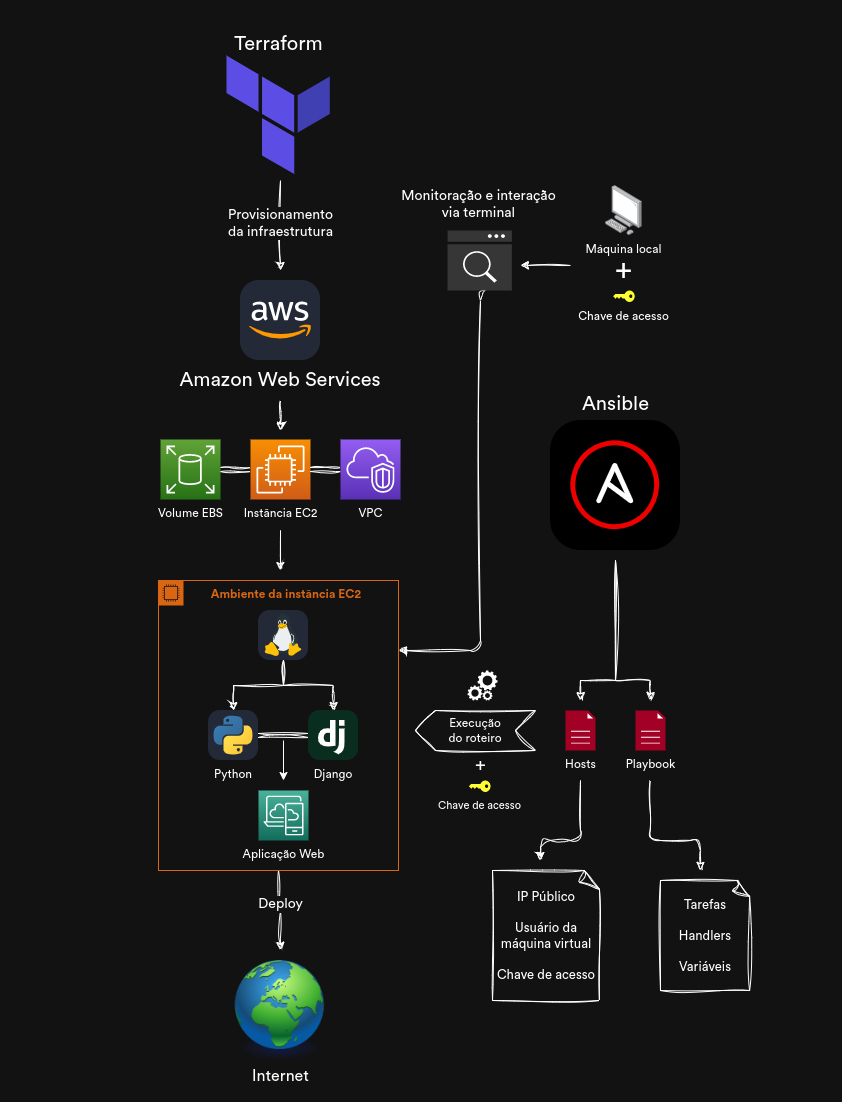 Terraform
Provisionamento
da infraestrutura
aws
Amazon Web Services
Volume EBS
Instância EC2
VPC
Monitoração e interação
via terminal
Máquina local
+
Chave de acesso
Ansible
Ambiente da instância EC2
Python
dj
Django
Aplicação Web
Deploy
Internet
Execução
do roteiro
+
Chave de acesso
Hosts
Playbook
IP Público
Usuário da
máquina virtual
Chave de acesso
Tarefas
Handlers
Variáveis